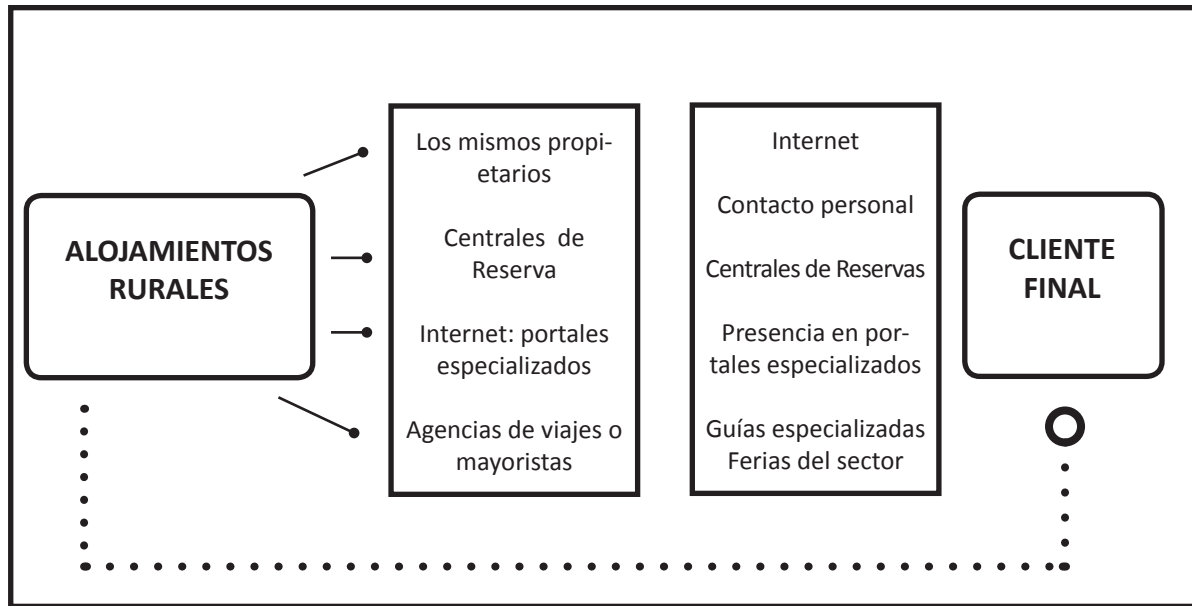 ALOJAMIENTOS
RURALES
Los mismos propi-
etarios
Centrales de
Reserva
Internet: portales
especializados
Agencias de viajes o
mayoristas
Internet
Contacto personal
Centrales de Reservas
Presencia en por-
tales especializados
Guías especializadas
Ferias del sector
CLIENTE
FINAL